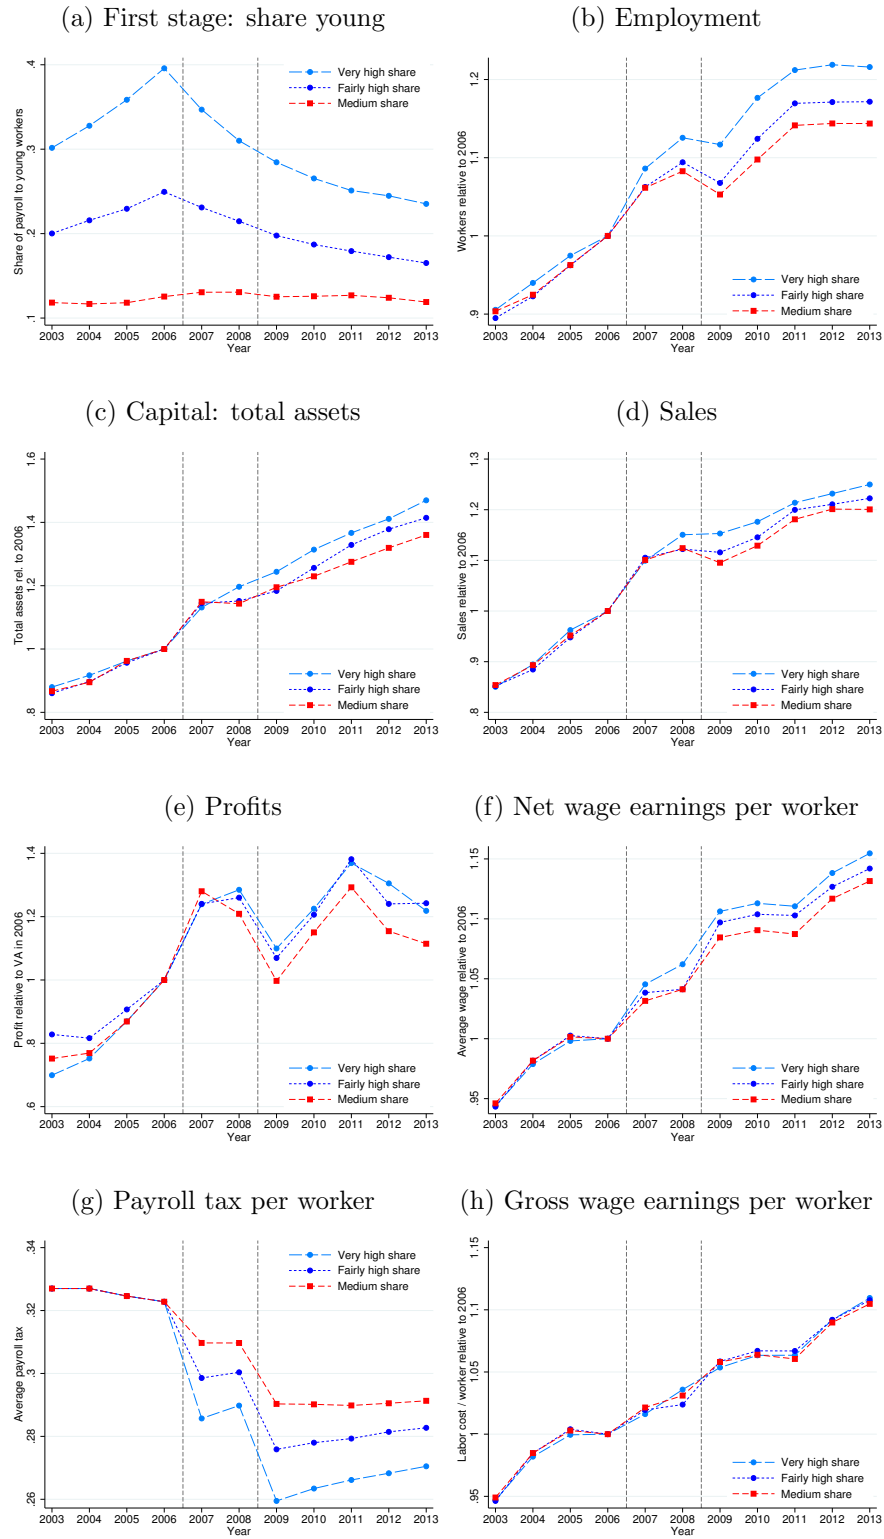 (a) First stage: share young
Share of payroll to young workers
.4
.3
.2
.1
Very high share
Fairly high share
Medium share
2003 2004 2005 2006 2007 2008 2009 2010 2011 2012 2013
Year
(b) Employment
Workers relative to 2006
1.2
1.1
1
.9
Very high share
Fairly high share
Medium share
2003 2004 2005 2006 2007 2008 2009 2010 2011 2012 2013
Year
(c) Capital: total assets
Total assets rel. to 2006
1.6
1.4
1.2
1
.8
Very high share
Fairly high share
Medium share
2003 2004 2005 2006 2007 2008 2009 2010 2011 2012 2013
Year
(d) Sales
Sales relative to 2006
1.3
1.2
1.1
1
.9
.8
Very high share
Fairly high share
Medium share
2003 2004 2005 2006 2007 2008 2009 2010 2011 2012 2013
Year
(e) Profits
Profit relative to VA in 2006
1.4
1.2
1
.8
.6
Very high share
Fairly high share
Medium share
2003 2004 2005 2006 2007 2008 2009 2010 2011 2012 2013
Year
(f) Net wage earnings per worker
Average wage relative to 2006
1.15
1.1
1.05
1
.95
Very high share
Fairly high share
Medium share
2003 2004 2005 2006 2007 2008 2009 2010 2011 2012 2013
Year
(g) Payroll tax per worker
Average payroll tax
.34
.32
.3
.28
.26
Very high share
Fairly high share
Medium share
2003 2004 2005 2006 2007 2008 2009 2010 2011 2012 2013
Year
(h) Gross wage earnings per worker
Labor cost / worker relative to 2006
1.15
1.1
1.05
1
.95
Very high share
Fairly high share
Medium share
2003 2004 2005 2006 2007 2008 2009 2010 2011 2012 2013
Year